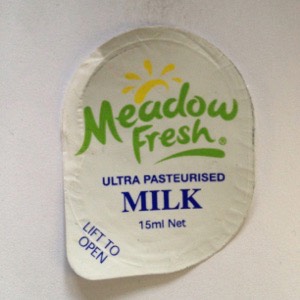 Meadow
Fresh®
ULTRA PASTEURISED
MILK
15ml Net
LIFT TO
OPEN